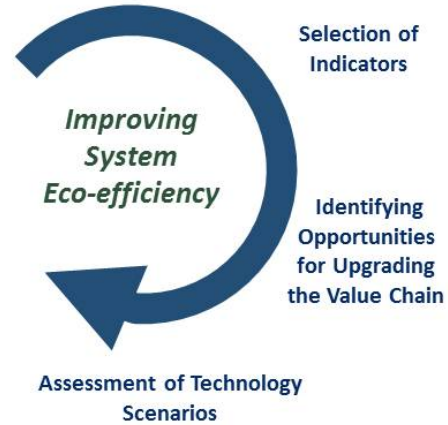 Selection of
Indicators
Improving
System
Eco-efficiency
Identifying
Opportunities
for Upgrading
the Value Chain
Assessment of Technology
Scenarios